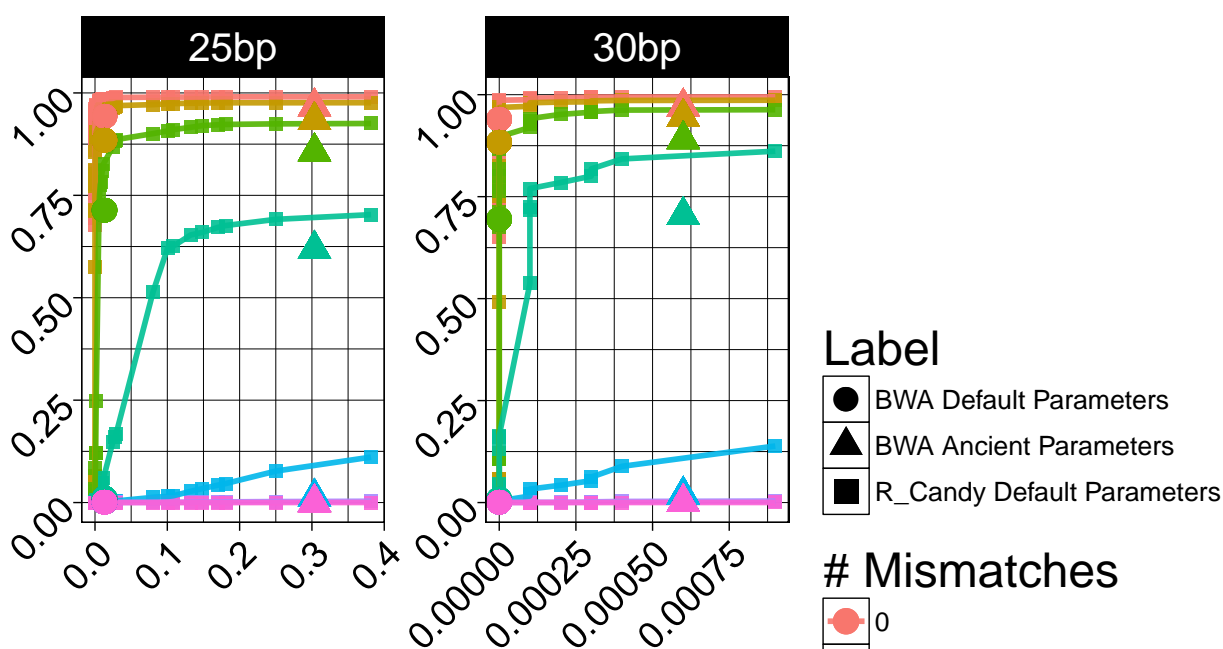 25bp
30bp
1.00
0.75
0.50
0.25
0.00
1.00
0.75
0.50
0.25
0.00
0.0
0.1
0.2
0.3
0.4
0.00000
0.00025
0.00050
0.00075
Label
BWA Default Parameters
BWA Ancient Parameters
R_Candy Default Parameters
# Mismatches
0